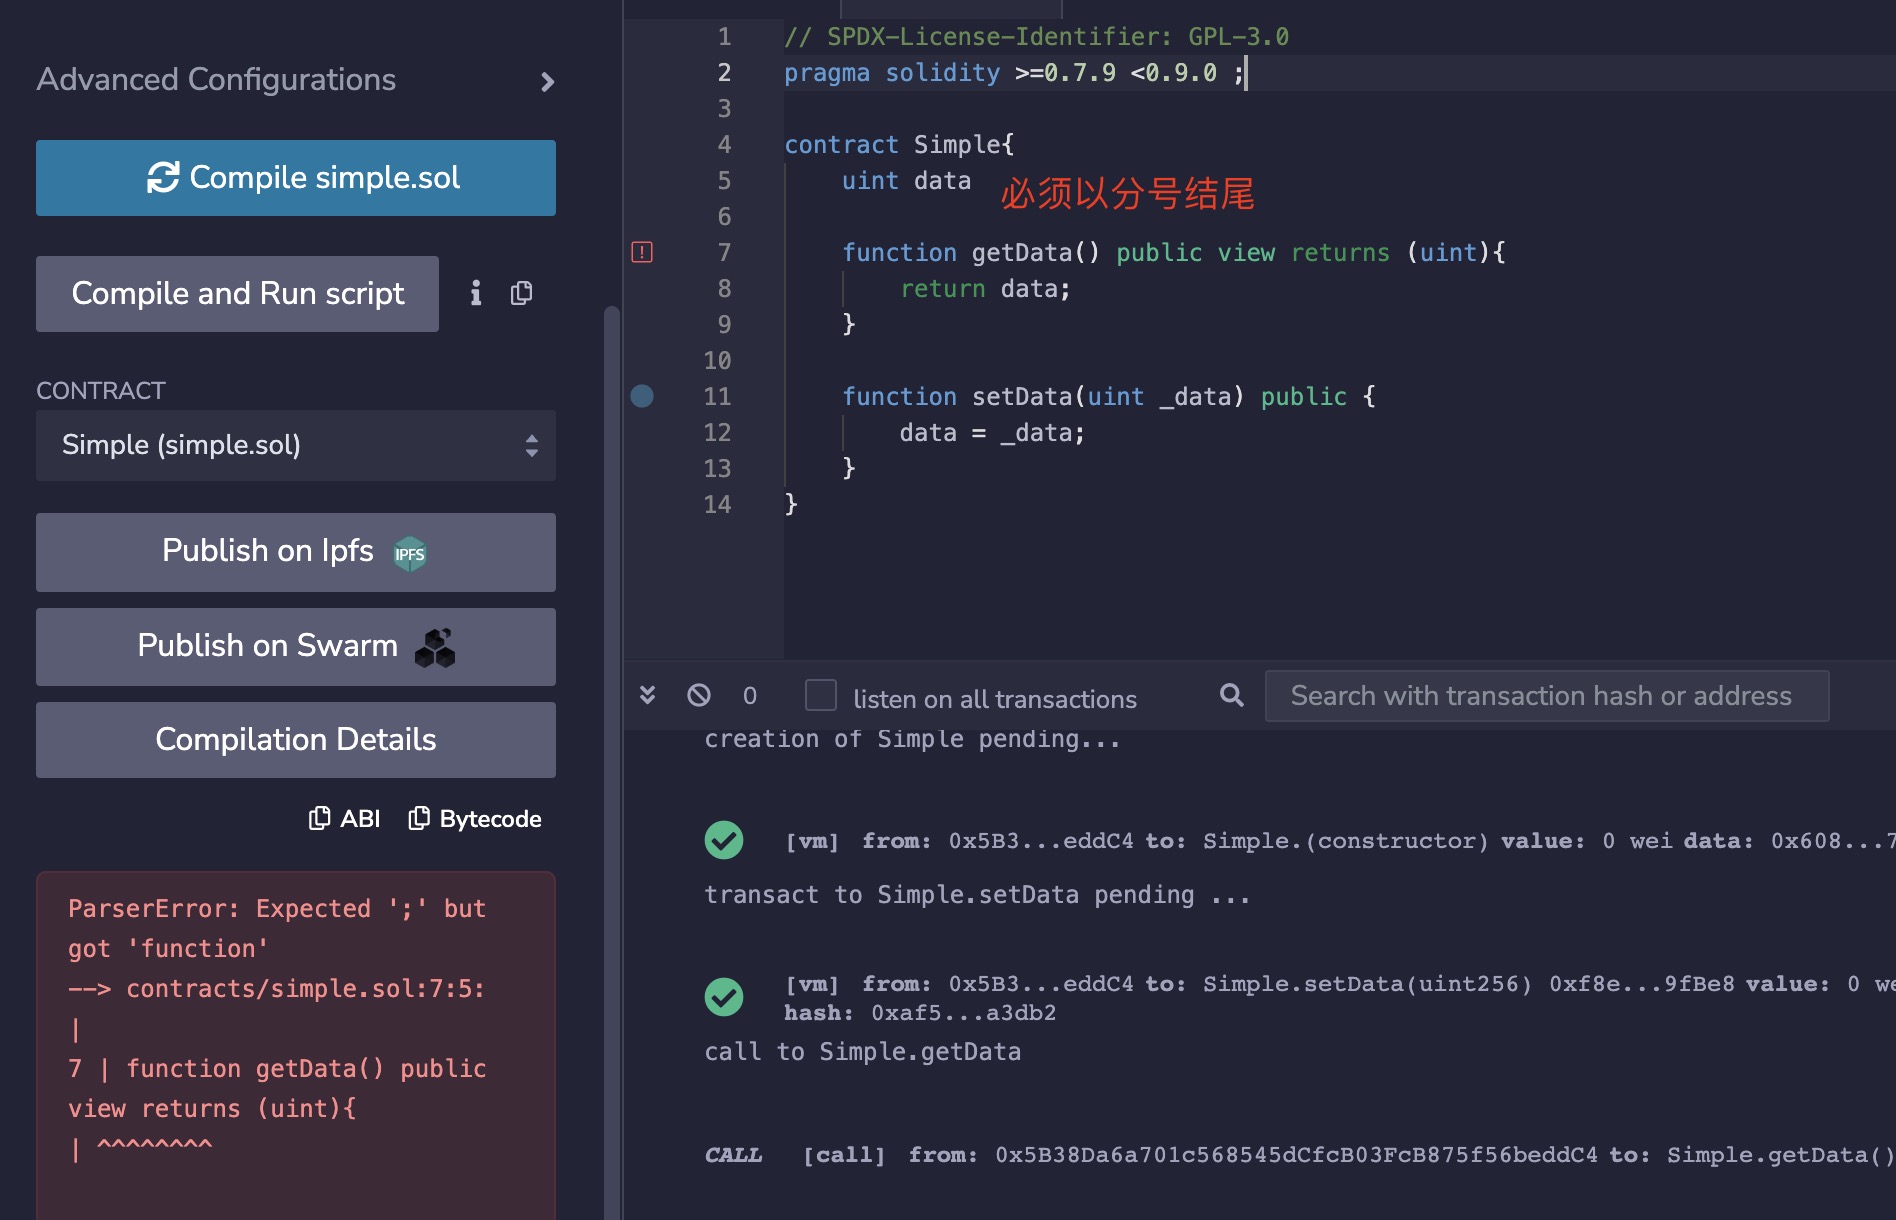 Advanced Configurations
Compile simple.sol
Compile and Run script
CONTRACT
Simple (simple.sol)
Publish on Ipfs IPFS
Publish on Swarm
Compilation Details
ABI Bytecode
ParserError: Expected ';' but
got 'function'
--> contracts/simple.sol:7:5:
|
7 | function getData() public
view returns (uint){
| ^^^^^^^^
1 // SPDX-License-Identifier: GPL-3.0
2 pragma solidity >=0.7.9 <0.9.0 ;
3
4 contract Simple{
5 uint data 必须以分号结尾
6
7 function getData() public view returns (uint){
8 return data;
9 }
10
11 function setData(uint _data) public {
12 data = _data;
13 }
14 }
0 listen on all transactions Search with transaction hash or address
creation of Simple pending...
[vm] from: 0x5B3...eddC4 to: Simple.(constructor) value: 0 wei data: 0x608...7
transact to Simple.setData pending ...
[vm] from: 0x5B3...eddC4 to: Simple.setData(uint256) 0xf8e...9fBe8 value: 0 we
hash: 0xaf5...a3db2
call to Simple.getData
CALL [call] from: 0x5B38Da6a701c568545dCfcB03FcB875f56beddC4 to: Simple.getData()